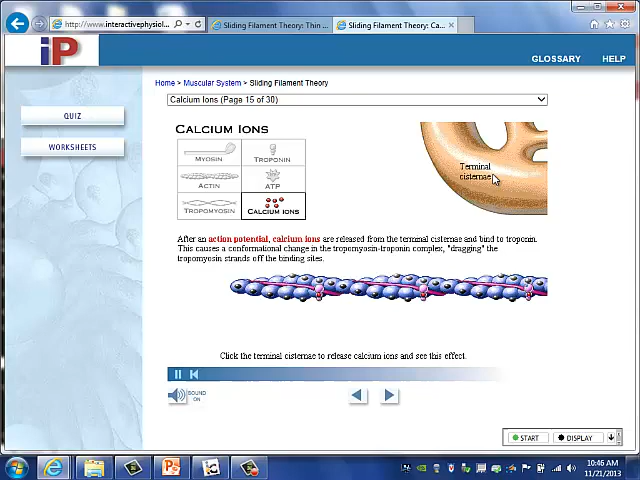 http://www.interactivephysiol...
Sliding Filament Theory: Thin ...
Sliding Filament Theory: Ca...
iP
GLOSSARY
HELP
Home > Muscular System > Sliding Filament Theory
Calcium Ions (Page 15 of 30)
QUIZ
WORKSHEETS
CALCIUM IONS
MYOSIN
TROPONIN
ACTIN
ATP
TROPOMYOSIN
CALCIUM IONS
Terminal
cisternae
After an action potential, calcium ions are released from the terminal cisternae and bind to troponin.
This causes a conformational change in the tropomyosin-troponin complex, "dragging" the
tropomyosin strands off the binding sites.
Click the terminal cisternae to release calcium ions and see this effect.
SOUND
ON
START
DISPLAY
10:46 AM
11/21/2013